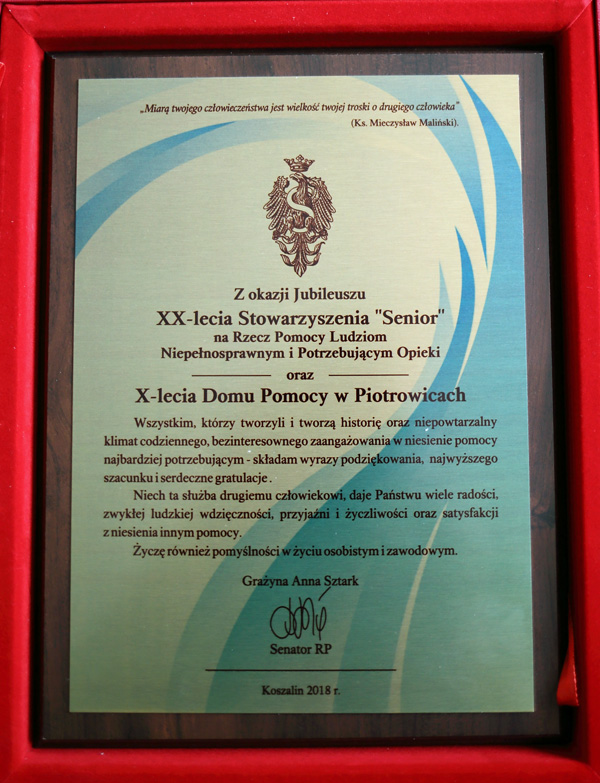 „Miarą twojego człowieczeństwa jest wielkość twojej troski o drugiego człowieka"
(Ks. Mieczysław Maliński).
S
Z okazji Jubileuszu
XX-lecia Stowarzyszenia "Senior"
na Rzecz Pomocy Ludziom
Niepełnosprawnym i Potrzebującym Opieki
oraz
X-lecia Domu Pomocy w Piotrowicach
Wszystkim, którzy tworzyli i tworzą historię oraz niepowtarzalny
klimat codziennego, bezinteresownego zaangażowania w niesienie pomocy
najbardziej potrzebującym - składam wyrazy podziękowania, najwyższego
szacunku i serdeczne gratulacje.
Niech ta służba drugiemu człowiekowi, daje Państwu wiele radości,
zwykłej ludzkiej wdzięczności, przyjaźni i życzliwości oraz satysfakcji
z niesienia innym pomocy.
Życzę również pomyślności w życiu osobistym i zawodowym.
Grażyna Anna Sztark
Senator RP
Koszalin 2018 r.